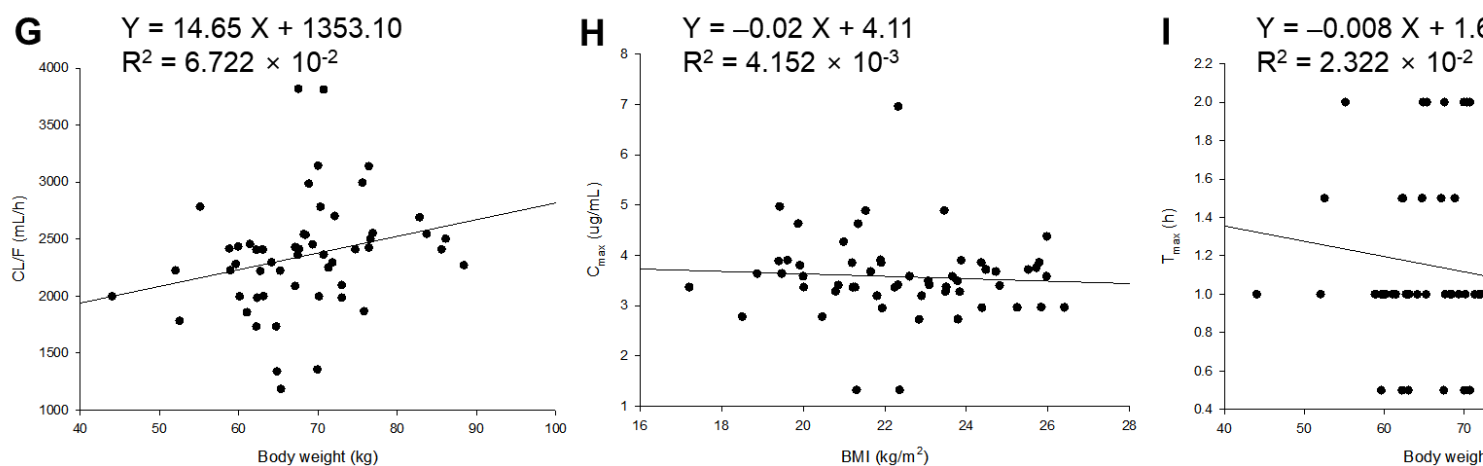 G
Y = 14.65 X + 1353.10
R² = 6.722 × 10⁻²
4000
3500
3000
2500
2000
1500
1000
CL/F (mL/h)
40 50 60 70 80 90 100
Body weight (kg)
H
Y = –0.02 X + 4.11
R² = 4.152 × 10⁻³
8
7
6
5
4
3
2
1
Cmax (ug/mL)
16 18 20 22 24 26 28
BMI (kg/m²)
I
Y = –0.008 X + 1.6
R² = 2.322 × 10⁻²
2.2
2.0
1.8
1.6
1.4
1.2
1.0
0.8
0.6
0.4
Tmax (h)
40 50 60 70
Body